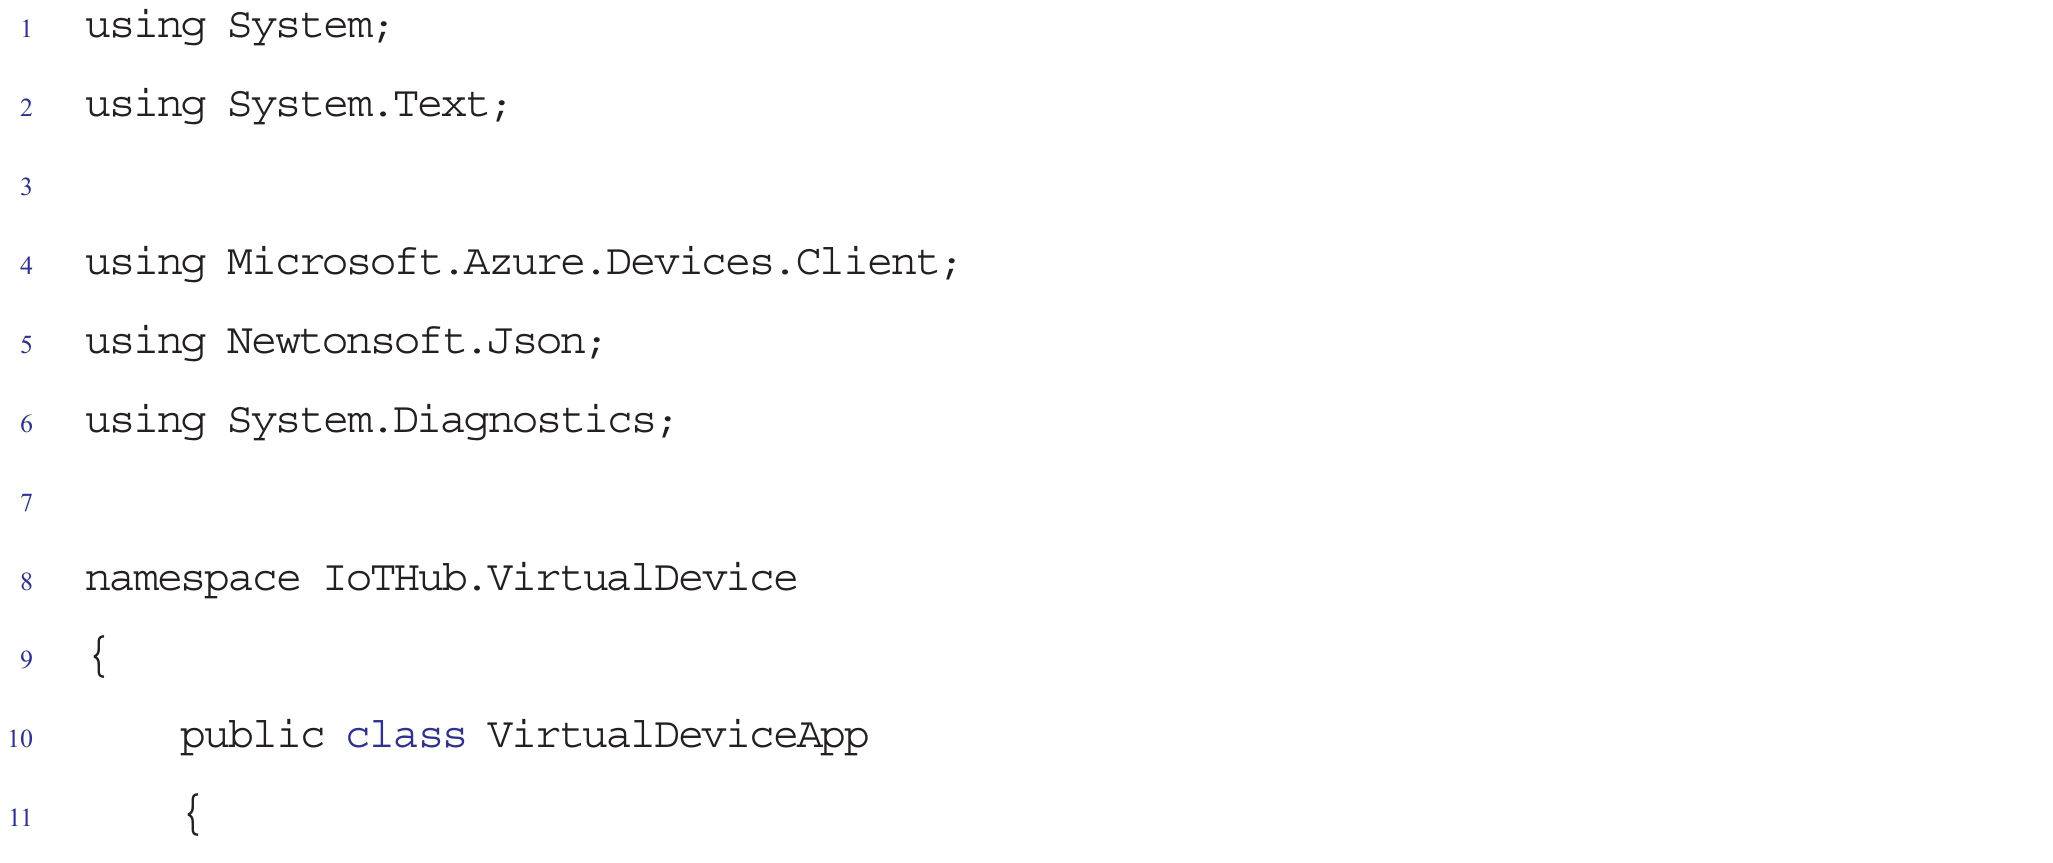 1 using System;
2 using System.Text;
3
4 using Microsoft.Azure.Devices.Client;
5 using Newtonsoft.Json;
6 using System.Diagnostics;
7
8 namespace IoTHub.VirtualDevice
9 {
10     public class VirtualDeviceApp
11     {